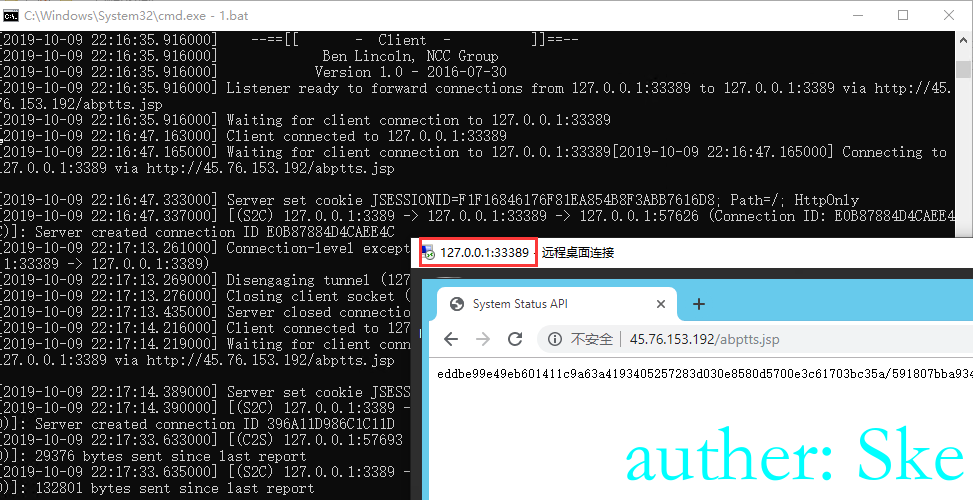 C:\Windows\System32\cmd.exe - 1.bat
[2019-10-09 22:16:35.916000]    --==[[       -  Client  -          ]]==--
[2019-10-09 22:16:35.916000]             Ben Lincoln, NCC Group
[2019-10-09 22:16:35.916000]            Version 1.0 - 2016-07-30
[2019-10-09 22:16:35.916000] Listener ready to forward connections from 127.0.0.1:33389 to 127.0.0.1:3389 via http://45.
76.153.192/abptts.jsp
[2019-10-09 22:16:35.916000] Waiting for client connection to 127.0.0.1:33389
[2019-10-09 22:16:47.163000] Client connected to 127.0.0.1:33389
[2019-10-09 22:16:47.165000] Waiting for client connection to 127.0.0.1:33389[2019-10-09 22:16:47.165000] Connecting to
127.0.0.1:3389 via http://45.76.153.192/abptts.jsp
[2019-10-09 22:16:47.333000] Server set cookie JSESSIONID=F1F16846176F81EA854B8F3ABB7616D8; Path=/; HttpOnly
[2019-10-09 22:16:47.337000] [(S2C) 127.0.0.1:3389 -> 127.0.0.1:33389 -> 127.0.0.1:57626 (Connection ID: E0B87884D4CAEE4
C)]: Server created connection ID E0B87884D4CAEE4C
[2019-10-09 22:17:13.261000] Connection-level except
1:33389 -> 127.0.0.1:3389)
[2019-10-09 22:17:13.269000] Disengaging tunnel (127
[2019-10-09 22:17:13.276000] Closing client socket (
[2019-10-09 22:17:13.435000] Server closed connectio
[2019-10-09 22:17:14.216000] Client connected to 127
[2019-10-09 22:17:14.219000] Waiting for client conn
127.0.0.1:3389 via http://45.76.153.192/abptts.jsp
[2019-10-09 22:17:14.389000] Server set cookie JSESS
[2019-10-09 22:17:14.390000] [(S2C) 127.0.0.1:3389 -
)]: Server created connection ID 396A11D986C1C11D
[2019-10-09 22:17:33.633000] [(C2S) 127.0.0.1:57693
)]: 29376 bytes sent since last report
[2019-10-09 22:17:33.635000] [(S2C) 127.0.0.1:3389 -
)]: 132801 bytes sent since last report
127.0.0.1:33389 - 远程桌面连接
System Status API
不安全 | 45.76.153.192/abptts.jsp
eddbe99e49eb601411c9a63a4193405257283d030e8580d5700e3c61703bc35a/591807bba934
auther: Ske